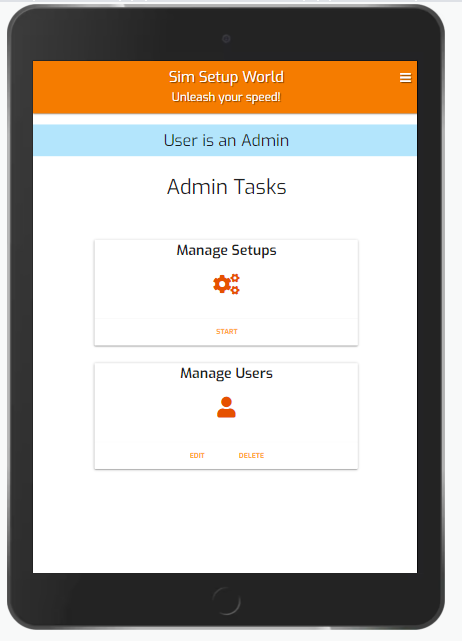 Sim Setup World
Unleash your speed!
User is an Admin
Admin Tasks
Manage Setups
START
Manage Users
EDIT DELETE